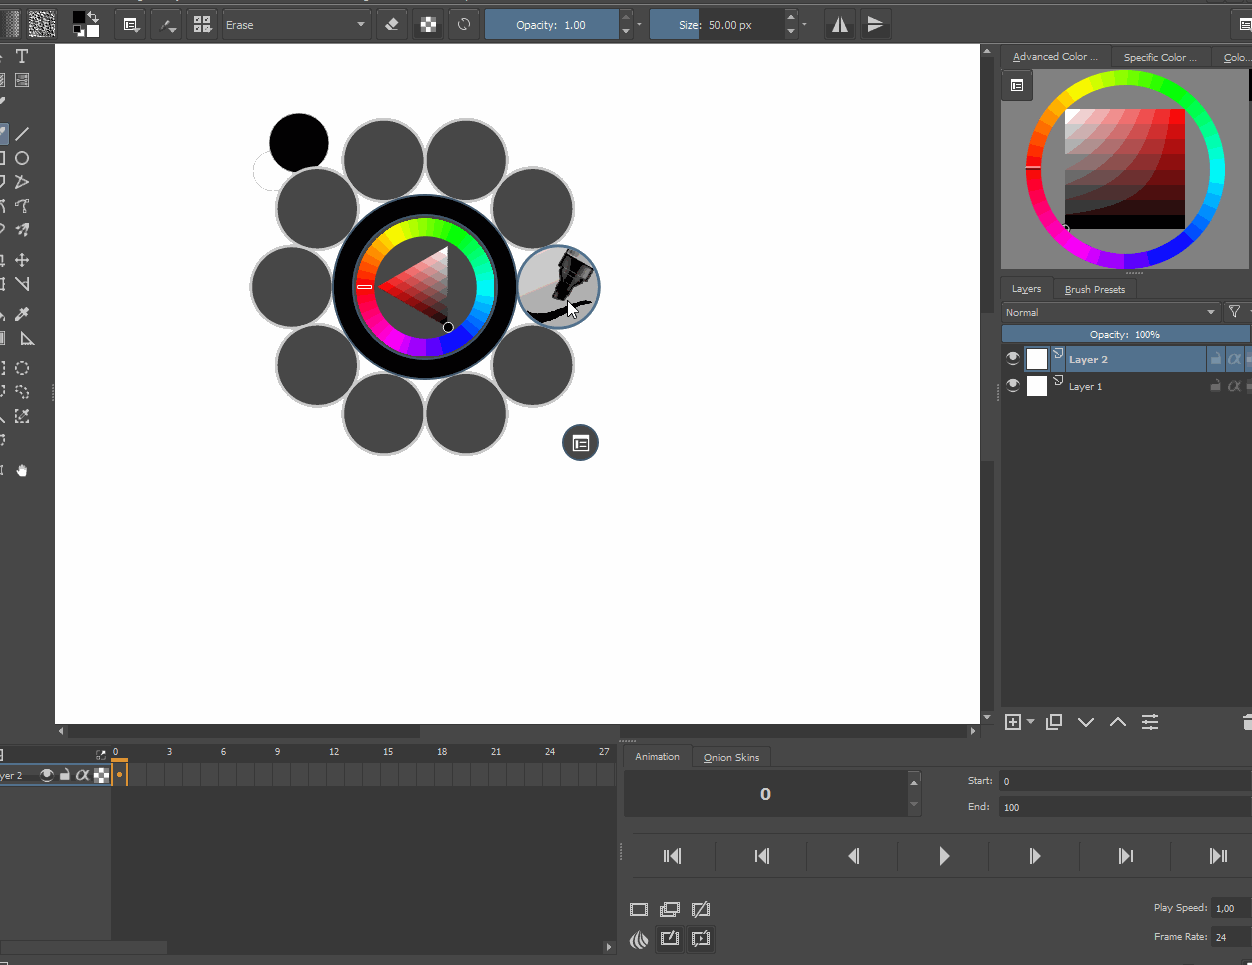 Erase
Opacity: 1.00
Size: 50.00 px
Advanced Color ...
Specific Color ...
Colo...
Layers
Brush Presets
Normal
Opacity: 100%
Layer 2
Layer 1
0 3 6 9 12 15 18 21 24 27
yer 2
Animation
Onion Skins
0
Start: 0
End: 100
Play Speed: 1,00
Frame Rate: 24